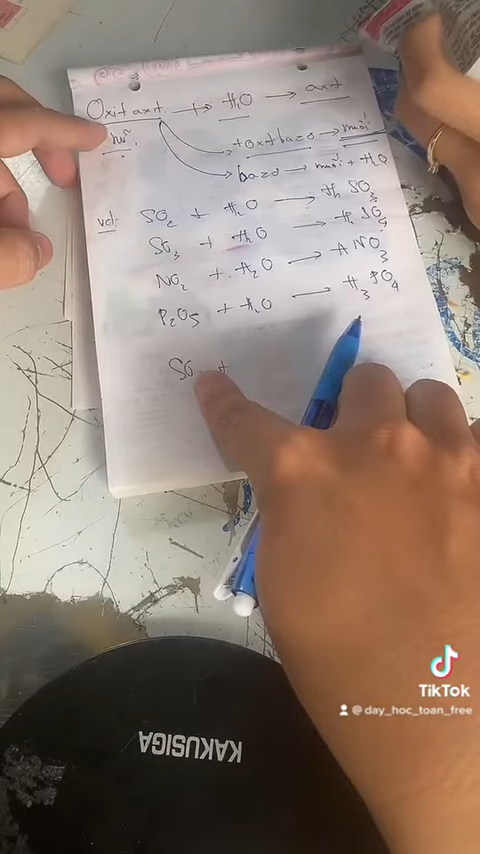 Oxit axit + H₂O → axit
+ oxit bazơ → muối
bazơ → muối + H₂O
vd: SO₂ + H₂O → H₂SO₃
SO₃ + H₂O → H₂SO₄
NO₂ + H₂O → HNO₃
P₂O₅ + H₂O → H₃PO₄
SO +
KAKUSIGA
TikTok
@day_hoc_toan_free